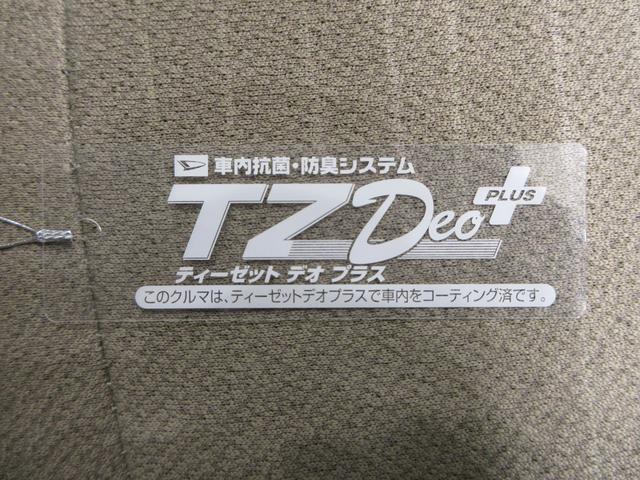 車内抗菌・防臭システム
TZ Deo PLUS
ティーゼット デオ プラス
このクルマは、ティーゼットデオプラスで車内をコーティング済です。